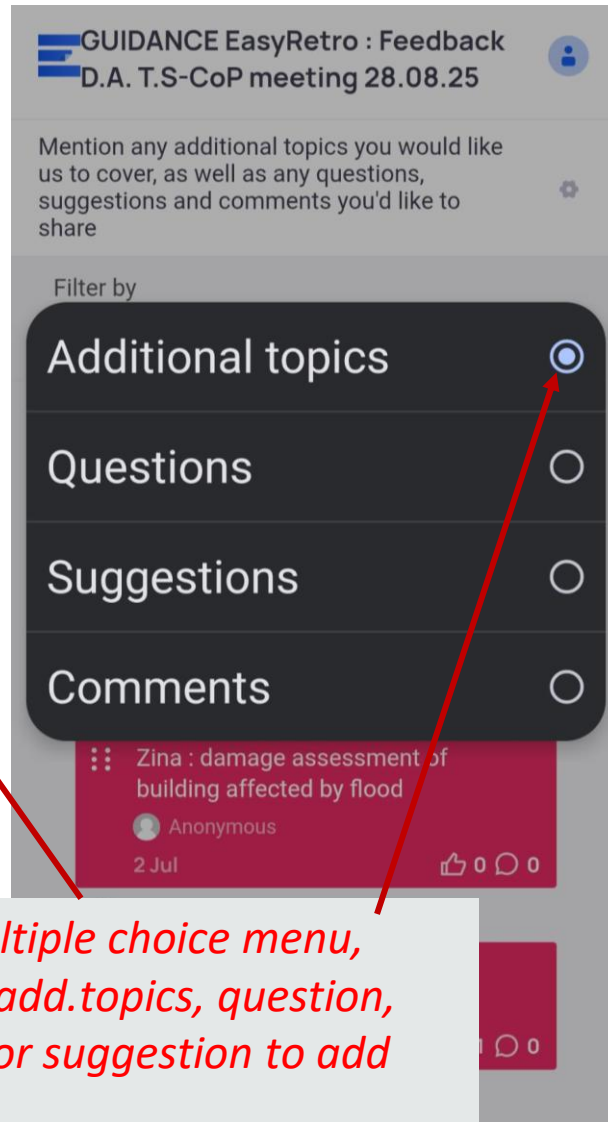 GUIDANCE EasyRetro : Feedback
D.A. T.S-CoP meeting 28.08.25
Mention any additional topics you would like
us to cover, as well as any questions,
suggestions and comments you'd like to
share
Filter by
Additional topics
Questions
Suggestions
Comments
Zina : damage assessment of
building affected by flood
Anonymous
2 Jul 0 0
0
ltiple choice menu,
add.topics, question,
or suggestion to add